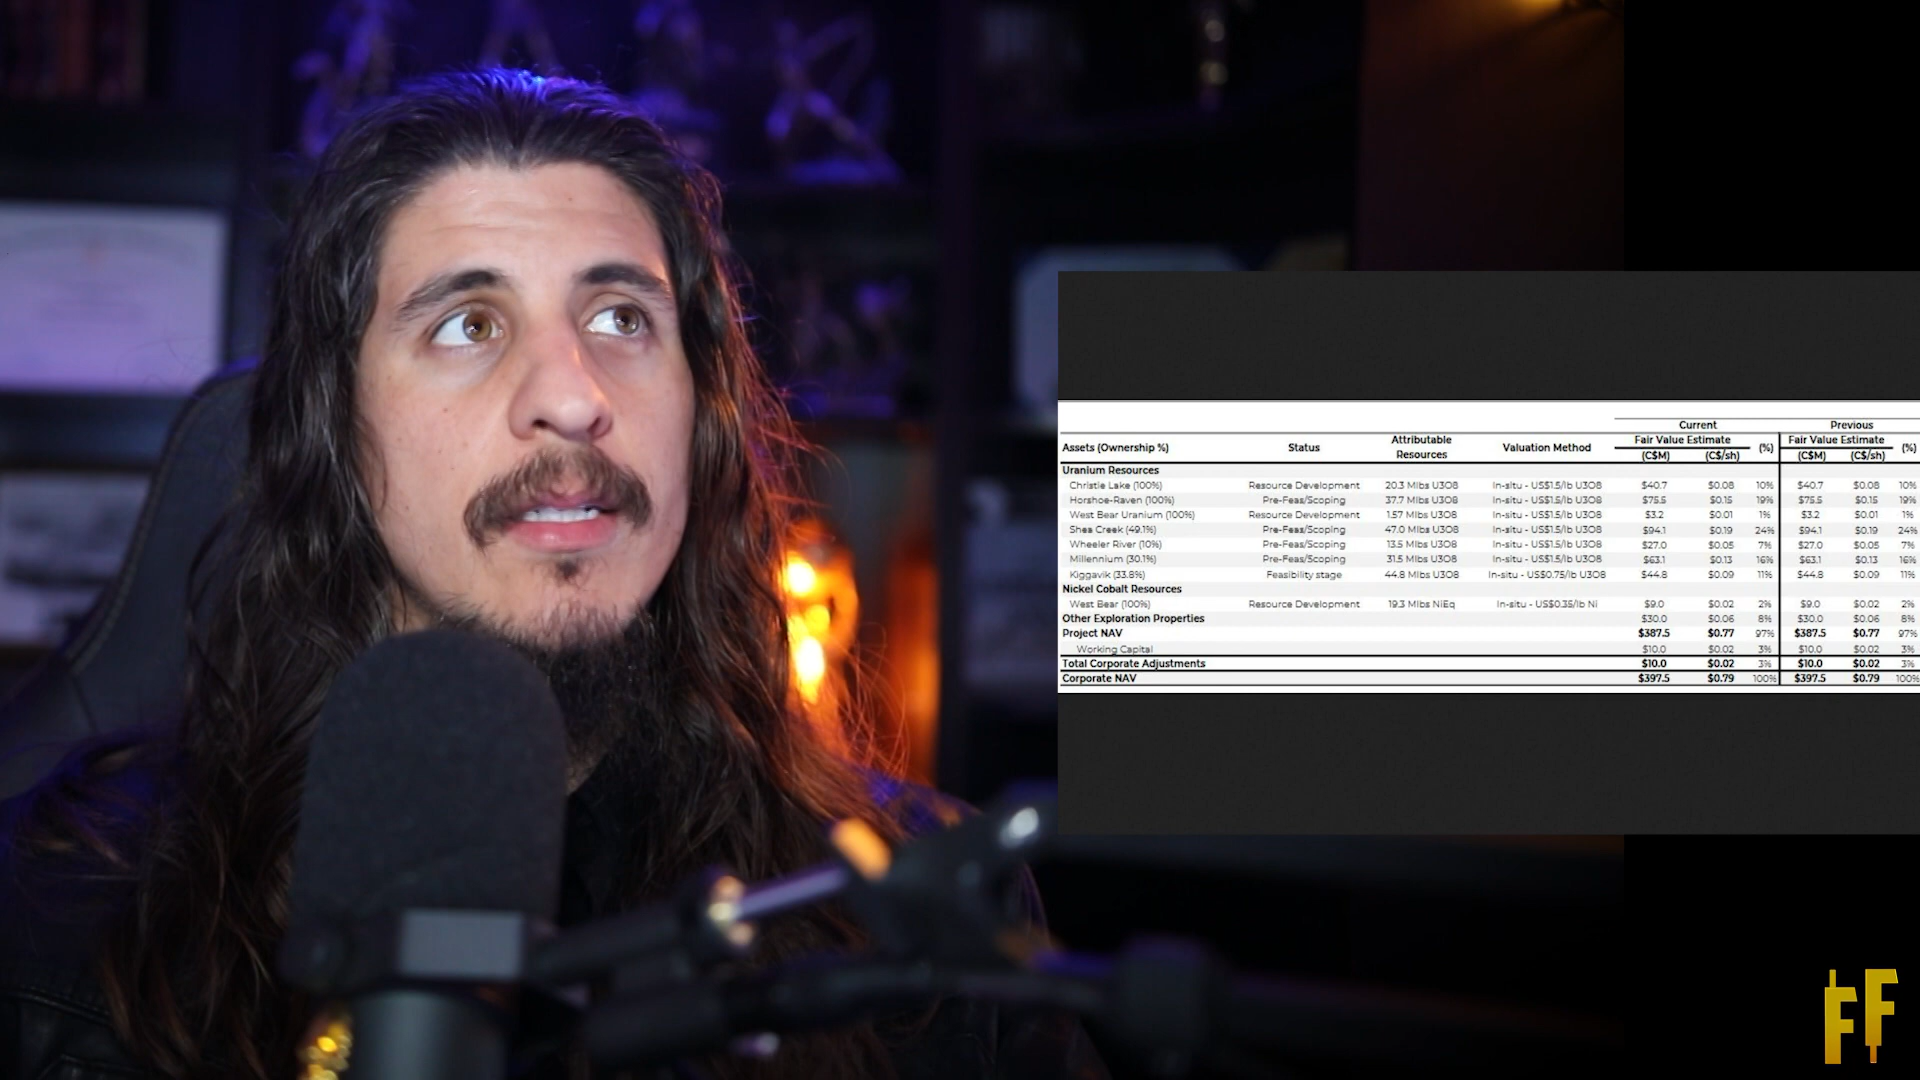 Current Previous
Assets (Ownership %) Status Attributable Resources Valuation Method Fair Value Estimate (%) Fair Value Estimate (%)
(C$M) (C$/sh) (C$M) (C$/sh)
Uranium Resources
Christie Lake (100%) Resource Development 20.3 Mlbs U3O8 In-situ - US$1.5/lb U3O8 $40.7 $0.08 10% $40.7 $0.08 10%
Horshoe-Raven (100%) Pre-Feas/Scoping 37.7 Mlbs U3O8 In-situ - US$1.5/lb U3O8 $75.5 $0.15 19% $75.5 $0.15 19%
West Bear Uranium (100%) Resource Development 1.57 Mlbs U3O8 In-situ - US$1.5/lb U3O8 $3.2 $0.01 1% $3.2 $0.01 1%
Shea Creek (49.1%) Pre-Feas/Scoping 47.0 Mlbs U3O8 In-situ - US$1.5/lb U3O8 $94.1 $0.19 24% $94.1 $0.19 24%
Wheeler River (10%) Pre-Feas/Scoping 13.5 Mlbs U3O8 In-situ - US$1.5/lb U3O8 $27.0 $0.05 7% $27.0 $0.05 7%
Millennium (30.1%) Pre-Feas/Scoping 31.5 Mlbs U3O8 In-situ - US$1.5/lb U3O8 $63.1 $0.13 16% $63.1 $0.13 16%
Kiggavik (33.8%) Feasibility stage 44.8 Mlbs U3O8 In-situ - US$0.75/lb U3O8 $44.8 $0.09 11% $44.8 $0.09 11%
Nickel Cobalt Resources
West Bear (100%) Resource Development 19.3 Mlbs NiEq In-situ - US$0.35/lb Ni $9.0 $0.02 2% $9.0 $0.02 2%
Other Exploration Properties $30.0 $0.06 8% $30.0 $0.06 8%
Project NAV $387.5 $0.77 97% $387.5 $0.77 97%
Working Capital $10.0 $0.02 3% $10.0 $0.02 3%
Total Corporate Adjustments $10.0 $0.02 3% $10.0 $0.02 3%
Corporate NAV $397.5 $0.79 100% $397.5 $0.79 100%
FF